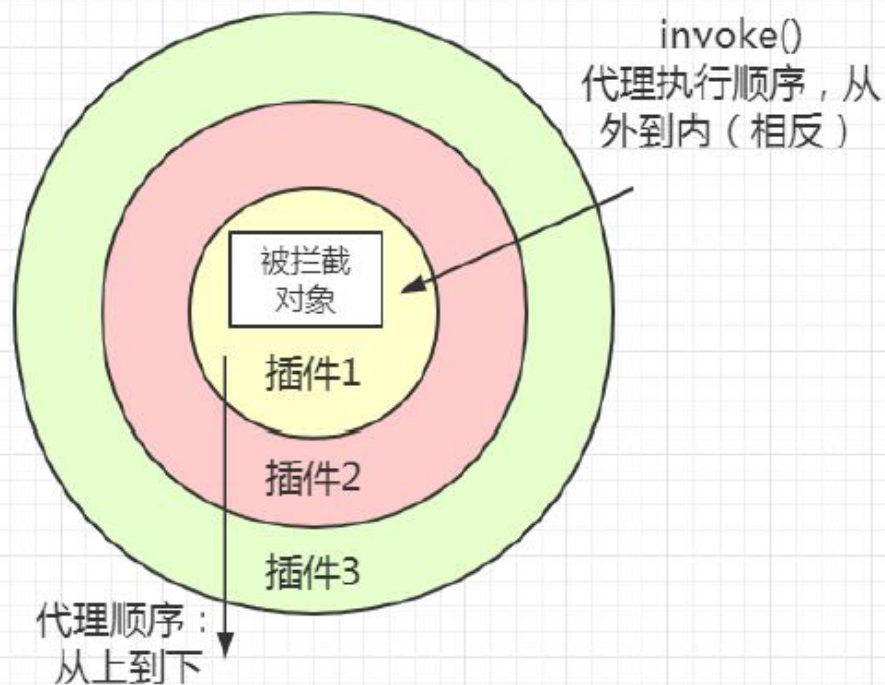 invoke()
代理执行顺序，从
外到内（相反）
被拦截
对象
插件1
插件2
插件3
代理顺序：
从上到下